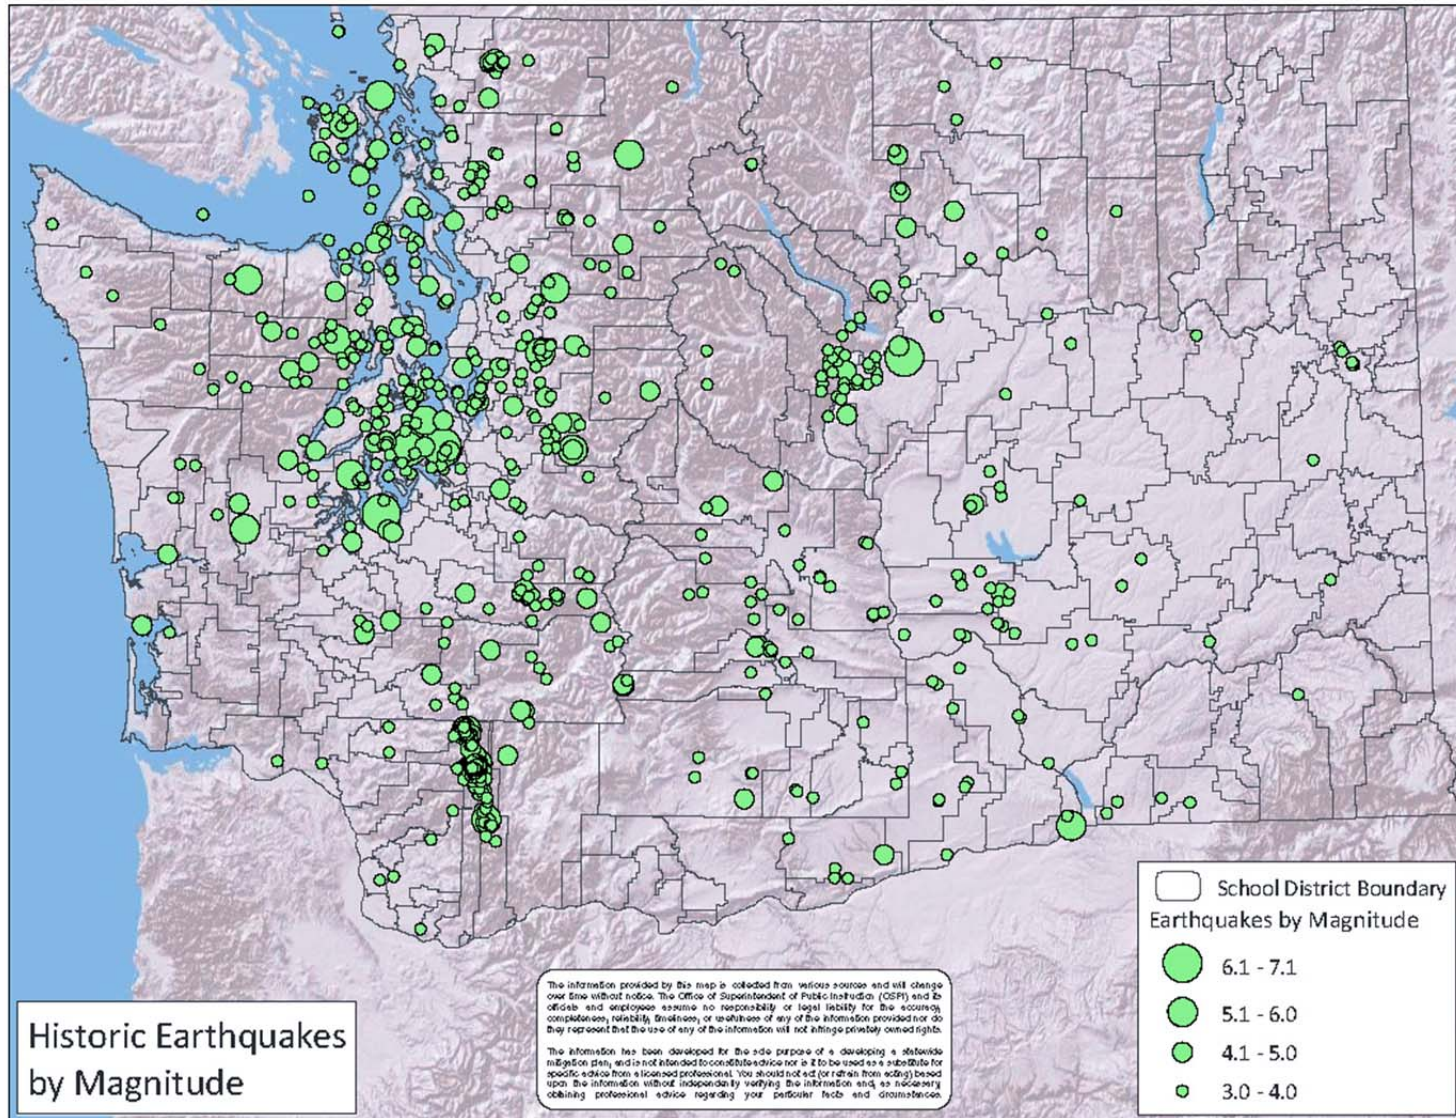 School District Boundary
Earthquakes by Magnitude
6.1 - 7.1
5.1 - 6.0
4.1 - 5.0
3.0 - 4.0
Historic Earthquakes
by Magnitude
The information provided by this map is collected from various sources and will change
over time without notice. The Office of Superintendent of Public Instruction (OSPI) and its
officials and employees assume no responsibility or legal liability for the accuracy,
completeness, reliability, timeliness, or usefulness of any of the information provided nor do
they represent that the use of any of the information will not infringe privately owned rights.
The information has been developed for the sole purpose of a developing a statewide
mitigation plan, and is not intended to constitute advice nor is it to be used as a substitute for
specific advice from a licensed professional. You should not act (or refrain from acting) based
upon the information without independently verifying the information and, as necessary,
obtaining professional advice regarding your particular facts and circumstances.